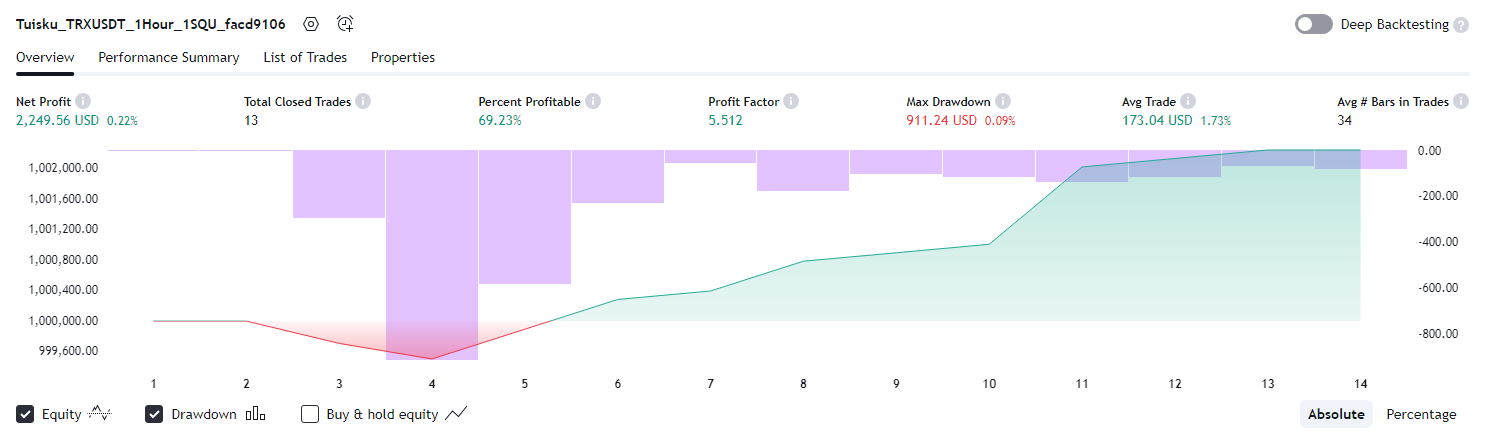 Tuisku_TRXUSDT_1Hour_1SQU_facd9106 Deep Backtesting ?
Overview Performance Summary List of Trades Properties
Net Profit i Total Closed Trades i Percent Profitable i Profit Factor i Max Drawdown i Avg Trade i Avg # Bars in Trades i
2,249.56 USD 0.22% 13 69.23% 5.512 911.24 USD 0.09% 173.04 USD 1.73% 34
0.00
1,002,000.00
1,001,600.00 -200.00
1,001,200.00
-400.00
1,000,800.00
1,000,400.00 -600.00
1,000,000.00
-800.00
999,600.00
1 2 3 4 5 6 7 8 9 10 11 12 13 14
Equity Drawdown Buy & hold equity Absolute Percentage